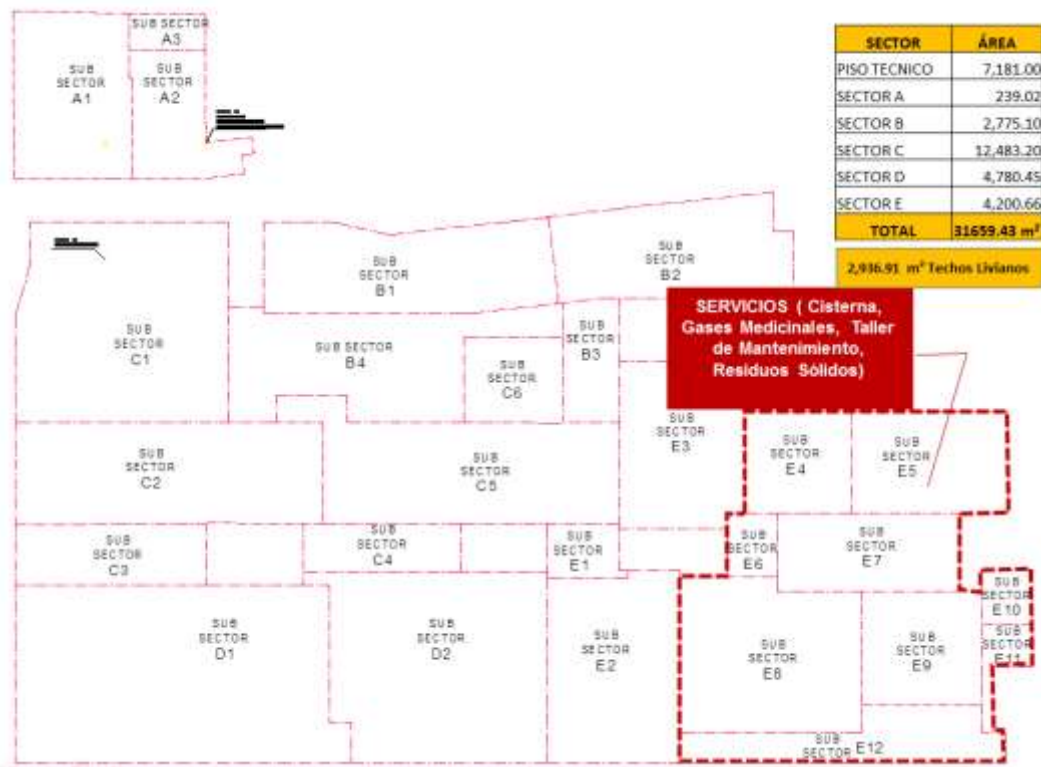 SUB SECTOR
A3
SUB
SECTOR
A1
SUB
SECTOR
A2
SECTOR ÁREA
PISO TECNICO 7,181.00
SECTOR A 239.02
SECTOR B 2,775.10
SECTOR C 12,483.20
SECTOR D 4,780.45
SECTOR E 4,200.66
TOTAL 31659.43 m²
2,936.91 m² Techos Livianos
SUB
SECTOR
B1
SUB
SECTOR
B2
SERVICIOS ( Cisterna,
Gases Medicinales, Taller
de Mantenimiento,
Residuos Sólidos)
SUB
SECTOR
C1
SUB SECTOR
B4
SUB
SECTOR
B3
SUB
SECTOR
C6
SUB
SECTOR
E3
SUB
SECTOR
E4
SUB
SECTOR
E5
SUB
SECTOR
C2
SUB
SECTOR
C5
SUB
SECTOR
C3
SUB
SECTOR
C4
SUB
SECTOR
E1
SUB
SECTOR
E6
SUB
SECTOR
E7
SUB
SECTOR
E10
SUB
SECTOR
D1
SUB
SECTOR
D2
SUB
SECTOR
E2
SUB
SECTOR
E8
SUB
SECTOR
E9
SUB
SECTOR
E11
SUB
SECTOR E12